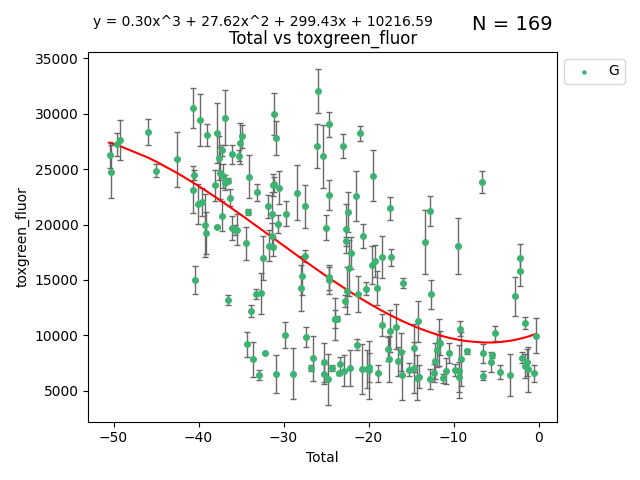 y = 0.30x^3 + 27.62x^2 + 299.43x + 10216.59
N = 169
Total vs toxgreen_fluor
G
toxgreen_fluor
35000
30000
25000
20000
15000
10000
5000
−50 −40 −30 −20 −10 0
Total